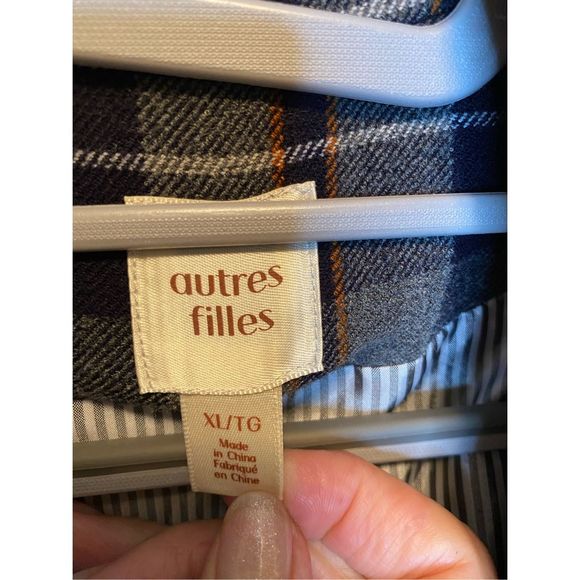 autres
filles
XL/TG
Made
in China
Fabriqué
en Chine